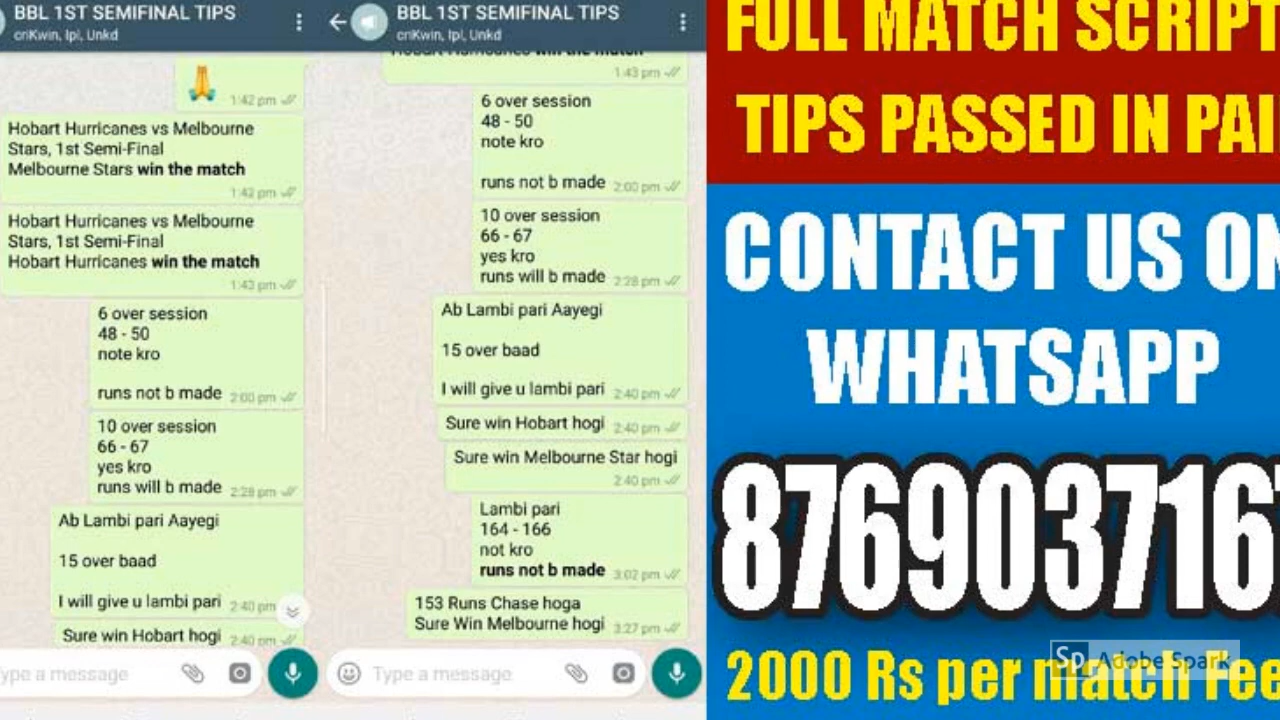 BBL 1ST SEMIFINAL TIPS
criKwin, Ipl, Unkd
1:42 pm
Hobart Hurricanes vs Melbourne
Stars, 1st Semi-Final
Melbourne Stars win the match
1:42 pm
Hobart Hurricanes vs Melbourne
Stars, 1st Semi-Final
Hobart Hurricanes win the match
1:43 pm
6 over session
48 - 50
note kro
runs not b made 2:00 pm
10 over session
66 - 67
yes kro
runs will b made 2:28 pm
Ab Lambi pari Aayegi
15 over baad
I will give u lambi pari 2:40 pm
Sure win Hobart hogi 2:40 pm
ype a message
BBL 1ST SEMIFINAL TIPS
criKwin, Ipl, Unkd
Hobart Hurricanes win the match
1:43 pm
6 over session
48 - 50
note kro
runs not b made 2:00 pm
10 over session
66 - 67
yes kro
runs will b made 2:28 pm
Ab Lambi pari Aayegi
15 over baad
I will give u lambi pari 2:40 pm
Sure win Hobart hogi 2:40 pm
Sure win Melbourne Star hogi
2:40 pm
Lambi pari
164 - 166
not kro
runs not b made 3:02 pm
153 Runs Chase hoga
Sure Win Melbourne hogi 3:27 pm
Type a message
FULL MATCH SCRIPT
TIPS PASSED IN PAI
CONTACT US ON
WHATSAPP
876903716
2000 Rs per match Fee
Sp Adobe Spark